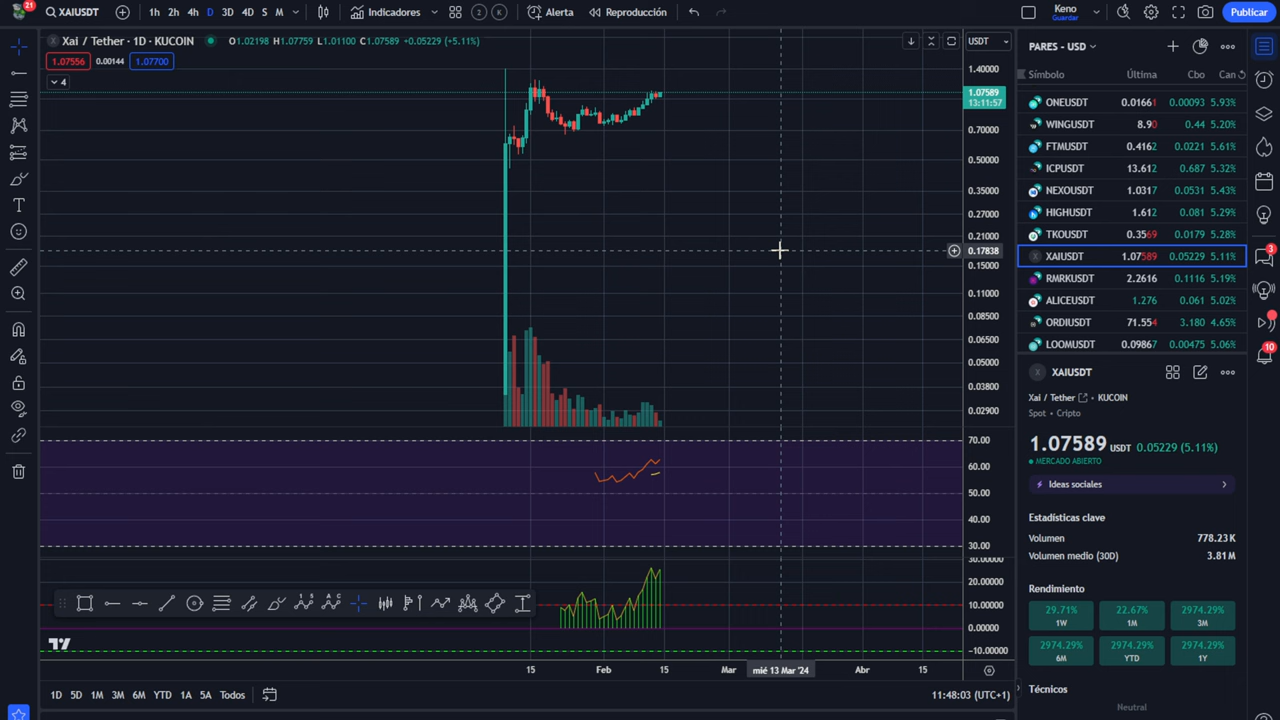 21
XAIUSDT
1h 2h 4h D 3D 4D S M
Indicadores
2 K
Alerta
Reproducción
Keno
Guardar
Publicar
Xai / Tether · 1D · KUCOIN
O1.02198 H1.07759 L1.01100 C1.07589 +0.05229 (+5.11%)
1.07556 0.00144 1.07700
4
USDT
1.40000
1.07589
13:11:57
0.70000
0.50000
0.35000
0.27000
0.21000
0.17838
0.15000
0.11000
0.08500
0.06500
0.05000
0.03800
0.02900
70.00
60.00
50.00
40.00
30.00
30.00000
20.00000
10.00000
0.00000
-10.00000
15 Feb 15 Mar mié 13 Mar '24 Abr 15
1D 5D 1M 3M 6M YTD 1A 5A Todos
11:48:03 (UTC+1)
PARES - USD
Símbolo Última Cbo Can
ONEUSDT 0.01661 0.00093 5.93%
WINGUSDT 8.90 0.44 5.20%
FTMUSDT 0.4162 0.0221 5.61%
ICPUSDT 13.612 0.687 5.32%
NEXOUSDT 1.0317 0.0531 5.43%
HIGHUSDT 1.612 0.081 5.29%
TKOUSDT 0.3569 0.0179 5.28%
XAIUSDT 1.07589 0.05229 5.11%
RMRKUSDT 2.2616 0.1116 5.19%
ALICEUSDT 1.276 0.061 5.02%
ORDIUSDT 71.554 3.180 4.65%
LOOMUSDT 0.09867 0.00475 5.06%
XAIUSDT
Xai / Tether · KUCOIN
Spot · Cripto
1.07589 USDT 0.05229 (5.11%)
MERCADO ABIERTO
Ideas sociales
Estadísticas clave
Volumen 778.23K
Volumen medio (30D) 3.81M
Rendimiento
29.71% 22.67% 2974.29%
1W 1M 3M
2974.29% 2974.29% 2974.29%
6M YTD 1Y
Técnicos
Neutral
3
10